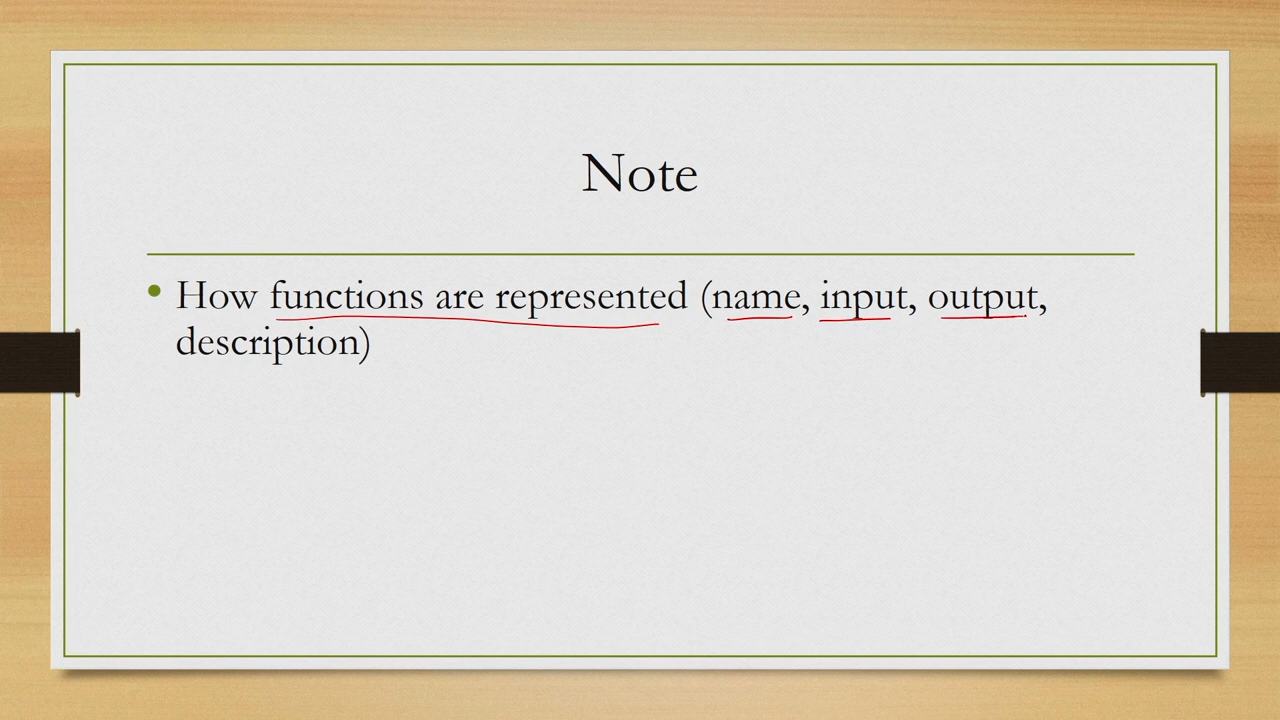 Note
• How functions are represented (name, input, output,
description)